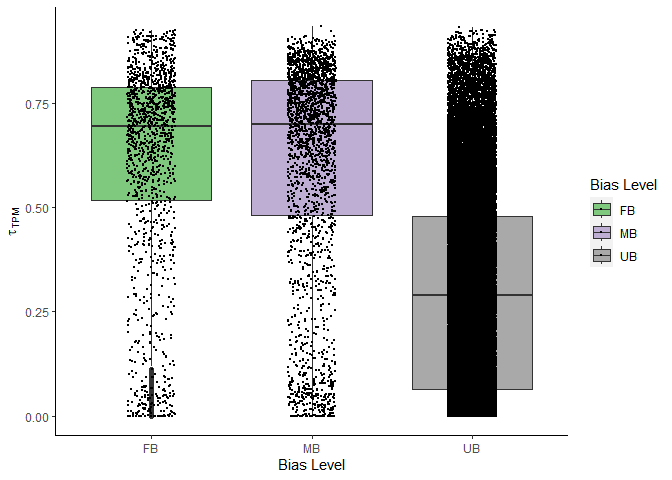 τTPM
0.75
0.50
0.25
0.00
FB MB UB
Bias Level
Bias Level
FB
MB
UB